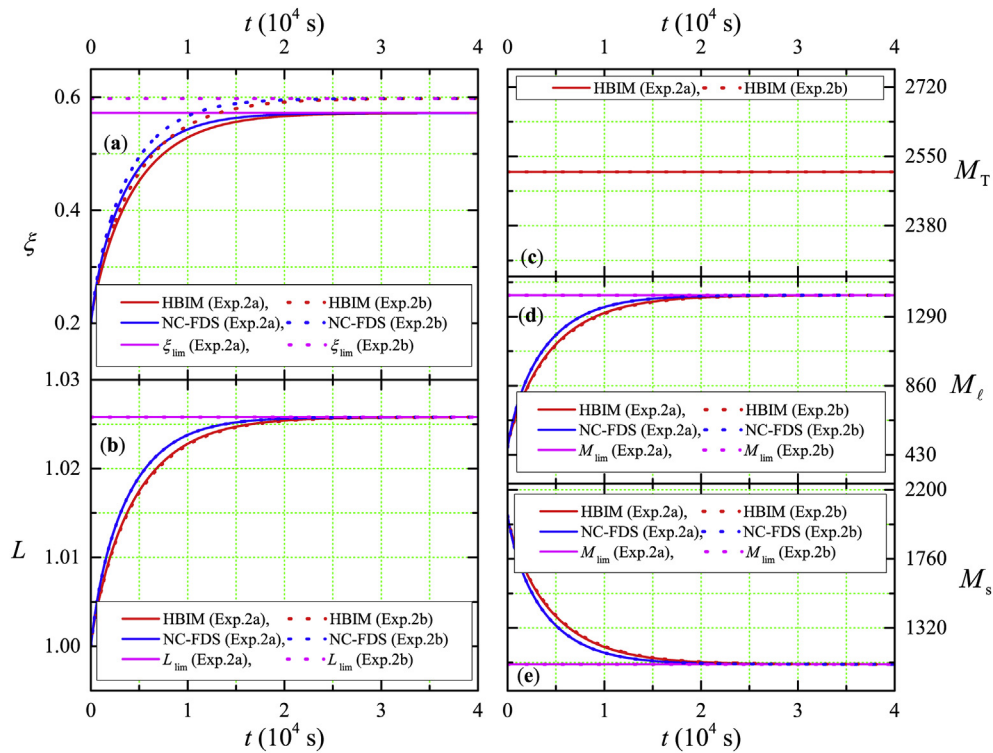 t (10⁴ s)
0 1 2 3 4
0.6
0.4
0.2
ξ
(a)
HBIM (Exp.2a), HBIM (Exp.2b)
NC-FDS (Exp.2a), NC-FDS (Exp.2b)
ξlim (Exp.2a), ξlim (Exp.2b)
1.03
1.02
1.01
1.00
L
(b)
HBIM (Exp.2a), HBIM (Exp.2b)
NC-FDS (Exp.2a), NC-FDS (Exp.2b)
Llim (Exp.2a), Llim (Exp.2b)
0 1 2 3 4
t (10⁴ s)
t (10⁴ s)
0 1 2 3 4
HBIM (Exp.2a), HBIM (Exp.2b)
2720
2550
2380
MT
(c)
(d)
1290
860
430
Mℓ
HBIM (Exp.2a), HBIM (Exp.2b)
NC-FDS (Exp.2a), NC-FDS (Exp.2b)
Mlim (Exp.2a), Mlim (Exp.2b)
2200
1760
1320
Ms
HBIM (Exp.2a), HBIM (Exp.2b)
NC-FDS (Exp.2a), NC-FDS (Exp.2b)
Mlim (Exp.2a), Mlim (Exp.2b)
(e)
0 1 2 3 4
t (10⁴ s)